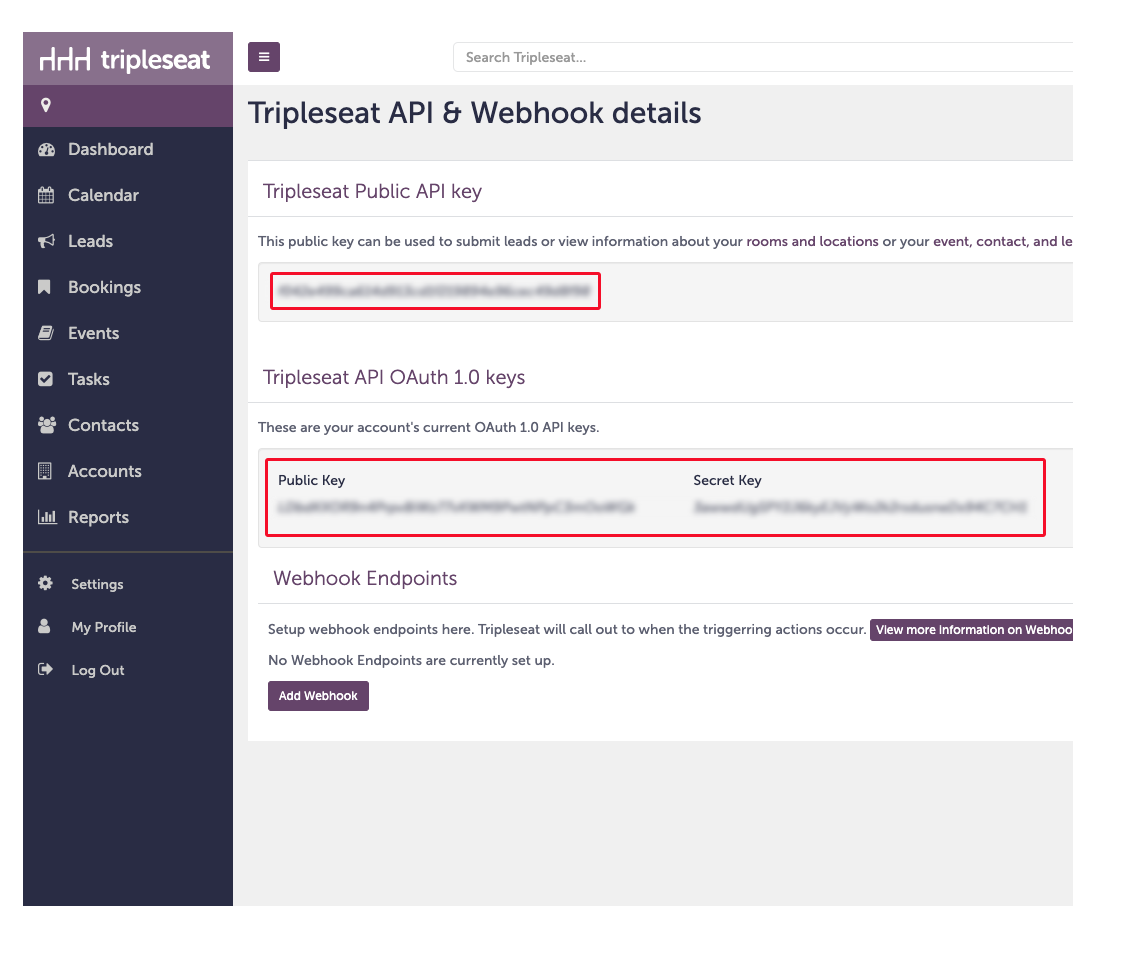 tripleseat
Search Tripleseat...
Tripleseat API & Webhook details
Dashboard
Calendar
Leads
Bookings
Events
Tasks
Contacts
Accounts
Reports
Settings
My Profile
Log Out
Tripleseat Public API key
This public key can be used to submit leads or view information about your rooms and locations or your event, contact, and le
Tripleseat API OAuth 1.0 keys
These are your account's current OAuth 1.0 API keys.
Public Key
Secret Key
Webhook Endpoints
Setup webhook endpoints here. Tripleseat will call out to when the triggerring actions occur. View more information on Webhoo
No Webhook Endpoints are currently set up.
Add Webhook